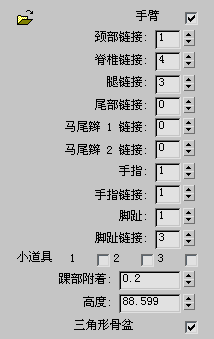 手臂
颈部链接: 1
脊椎链接: 4
腿链接: 3
尾部链接: 0
马尾辫 1 链接: 0
马尾辫 2 链接: 0
手指: 1
手指链接: 1
脚趾: 1
脚趾链接: 3
小道具 1 2 3
踝部附着: 0.2
高度: 88.599
三角形骨盆